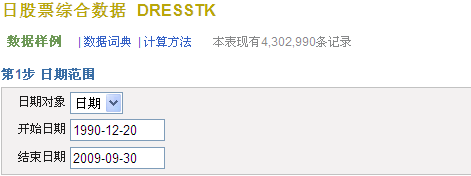 日股票综合数据 DRESSTK
数据样例 | 数据词典 | 计算方法 本表现有4,302,990条记录
第1步 日期范围
日期对象 日期
开始日期 1990-12-20
结束日期 2009-09-30